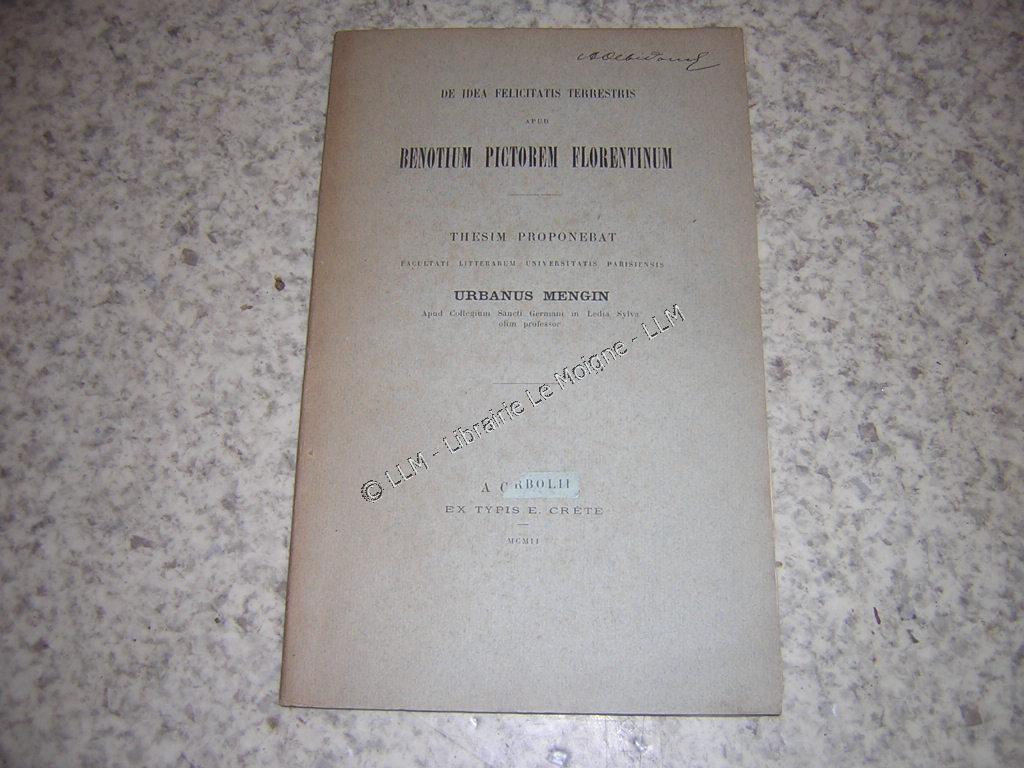 DE IDEA FELICITATIS TERRESTRIS
APUD
BENOTIUM PICTOREM FLORENTINUM
THESIM PROPONEBAT
FACULTATI LITTERARUM UNIVERSITATIS PARISIENSIS
URBANUS MENGIN
Apud Collegium Sancti Germani in Ledia Sylva
olim professor
© LLM - Librairie Le Moigne - LLM
A C RBOLII
EX TYPIS E. CRÉTÉ
MCMII